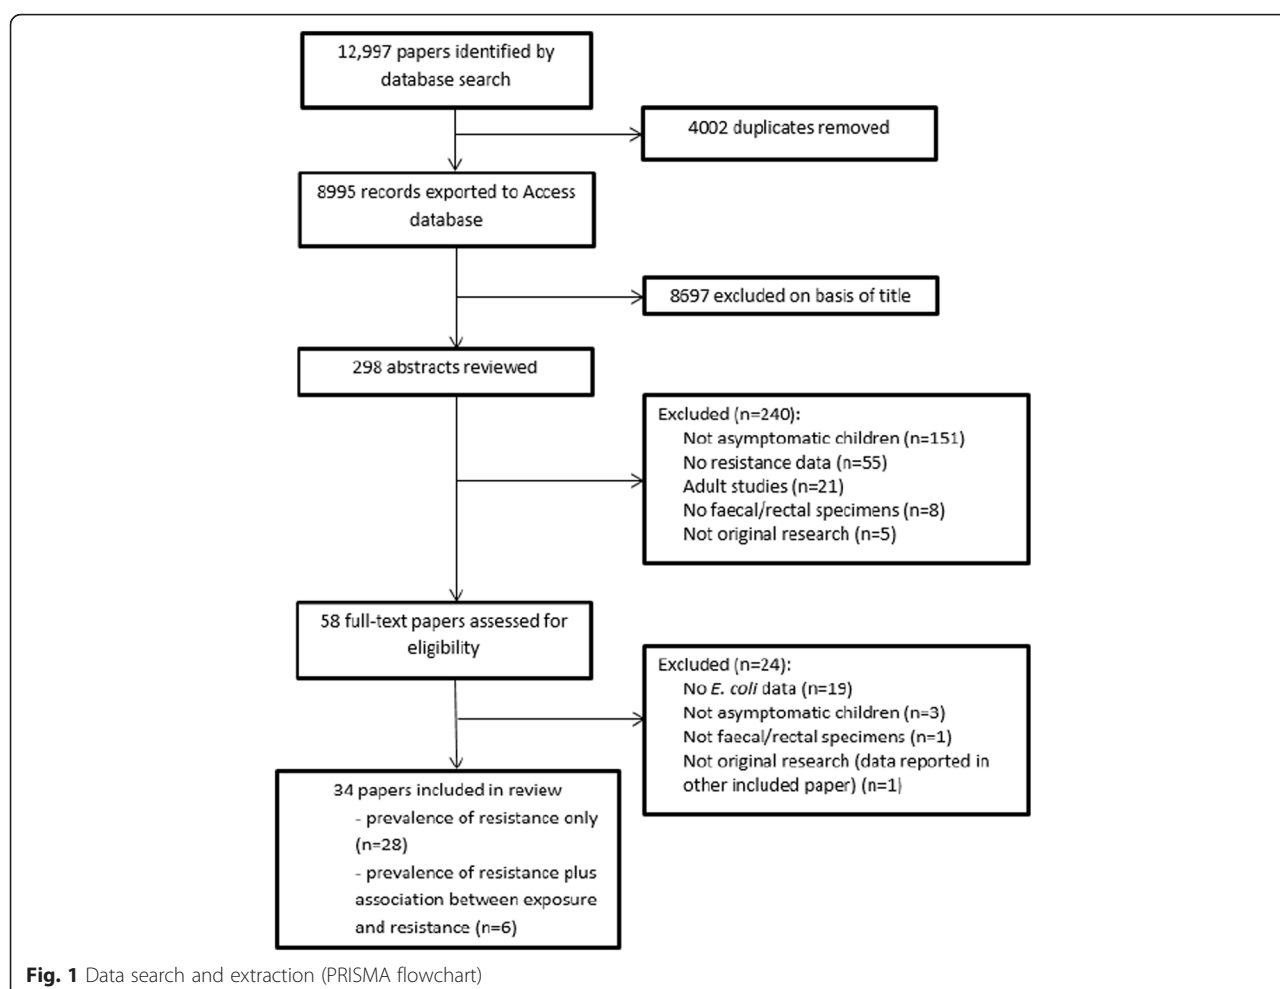 12,997 papers identified by
database search
4002 duplicates removed
8995 records exported to Access
database
8697 excluded on basis of title
298 abstracts reviewed
Excluded (n=240):
Not asymptomatic children (n=151)
No resistance data (n=55)
Adult studies (n=21)
No faecal/rectal specimens (n=8)
Not original research (n=5)
58 full-text papers assessed for
eligibility
Excluded (n=24):
No E. coli data (n=19)
Not asymptomatic children (n=3)
Not faecal/rectal specimens (n=1)
Not original research (data reported in
other included paper) (n=1)
34 papers included in review
- prevalence of resistance only
(n=28)
- prevalence of resistance plus
association between exposure
and resistance (n=6)
Fig. 1 Data search and extraction (PRISMA flowchart)